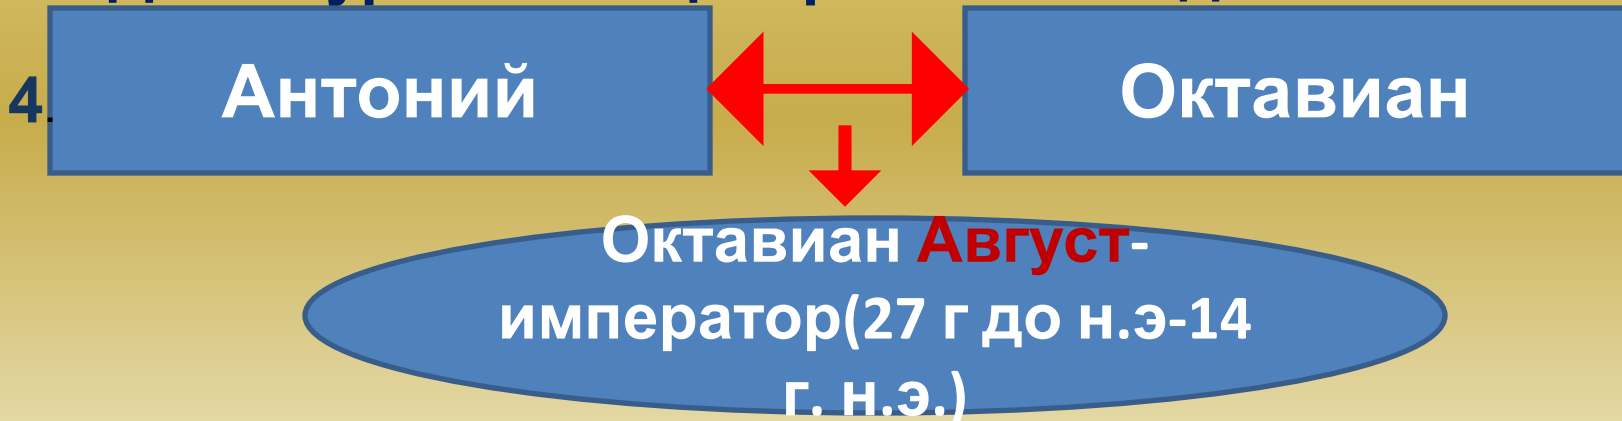 4.
Антоний
Октавиан
Октавиан Август-
император(27 г до н.э-14
г. н.э.)